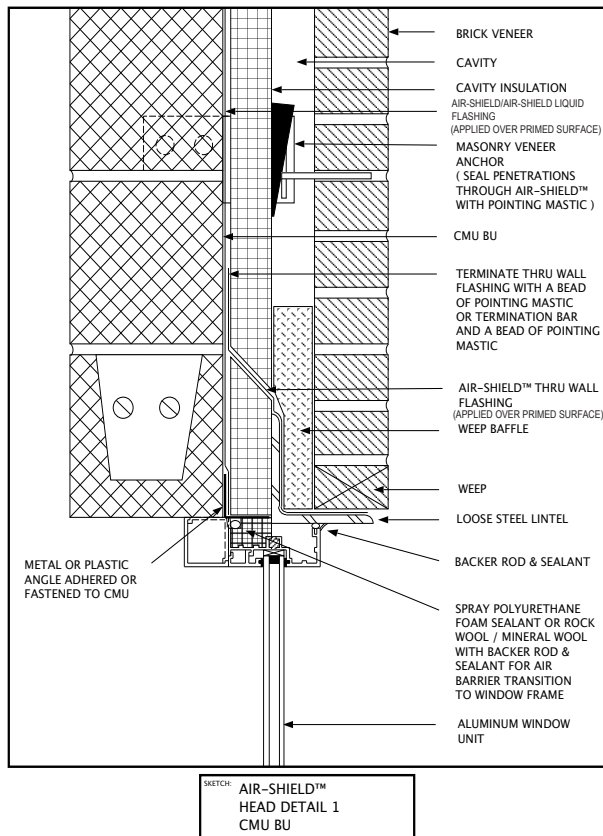 BRICK VENEER
CAVITY
CAVITY INSULATION
AIR-SHIELD/AIR-SHIELD LIQUID
FLASHING
(APPLIED OVER PRIMED SURFACE)
MASONRY VENEER
ANCHOR
( SEAL PENETRATIONS
THROUGH AIR-SHIELD™
WITH POINTING MASTIC )
CMU BU
TERMINATE THRU WALL
FLASHING WITH A BEAD
OF POINTING MASTIC
OR TERMINATION BAR
AND A BEAD OF POINTING
MASTIC
AIR-SHIELD™ THRU WALL
FLASHING
(APPLIED OVER PRIMED SURFACE)
WEEP BAFFLE
WEEP
LOOSE STEEL LINTEL
BACKER ROD & SEALANT
METAL OR PLASTIC
ANGLE ADHERED OR
FASTENED TO CMU
SPRAY POLYURETHANE
FOAM SEALANT OR ROCK
WOOL / MINERAL WOOL
WITH BACKER ROD &
SEALANT FOR AIR
BARRIER TRANSITION
TO WINDOW FRAME
ALUMINUM WINDOW
UNIT
SKETCH: AIR-SHIELD™
HEAD DETAIL 1
CMU BU